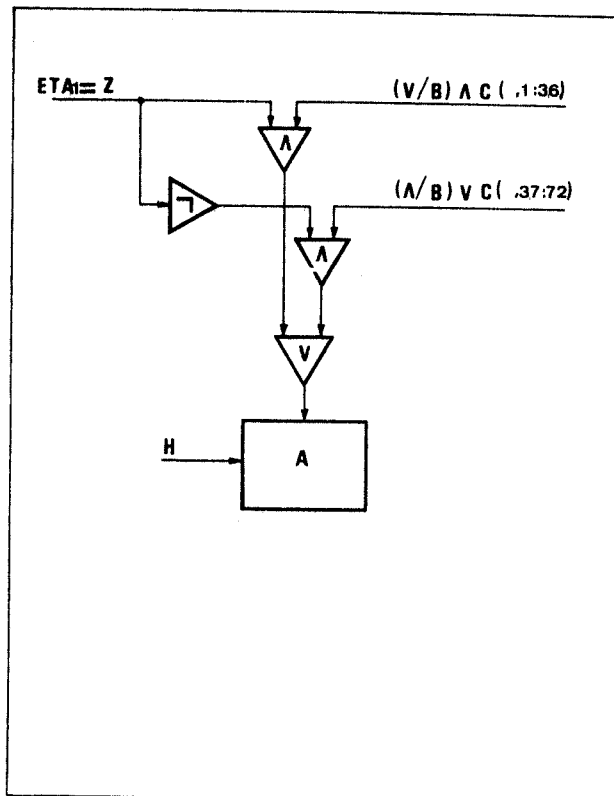 ETA1= Z
(V/B) Λ C ( ,1:36)
Λ
(Λ/B) V C( ,37:72)
¬
Λ
V
H
A